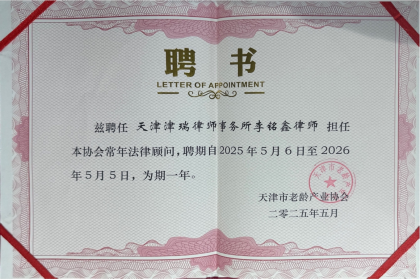 聘书
LETTER OF APPOINTMENT
兹聘任 天津津瑞律师事务所李铭鑫律师 担任
本协会常年法律顾问，聘期自2025年5月6日至2026
年5月5日，为期一年。
天津市老龄产业协会
二〇二五年五月